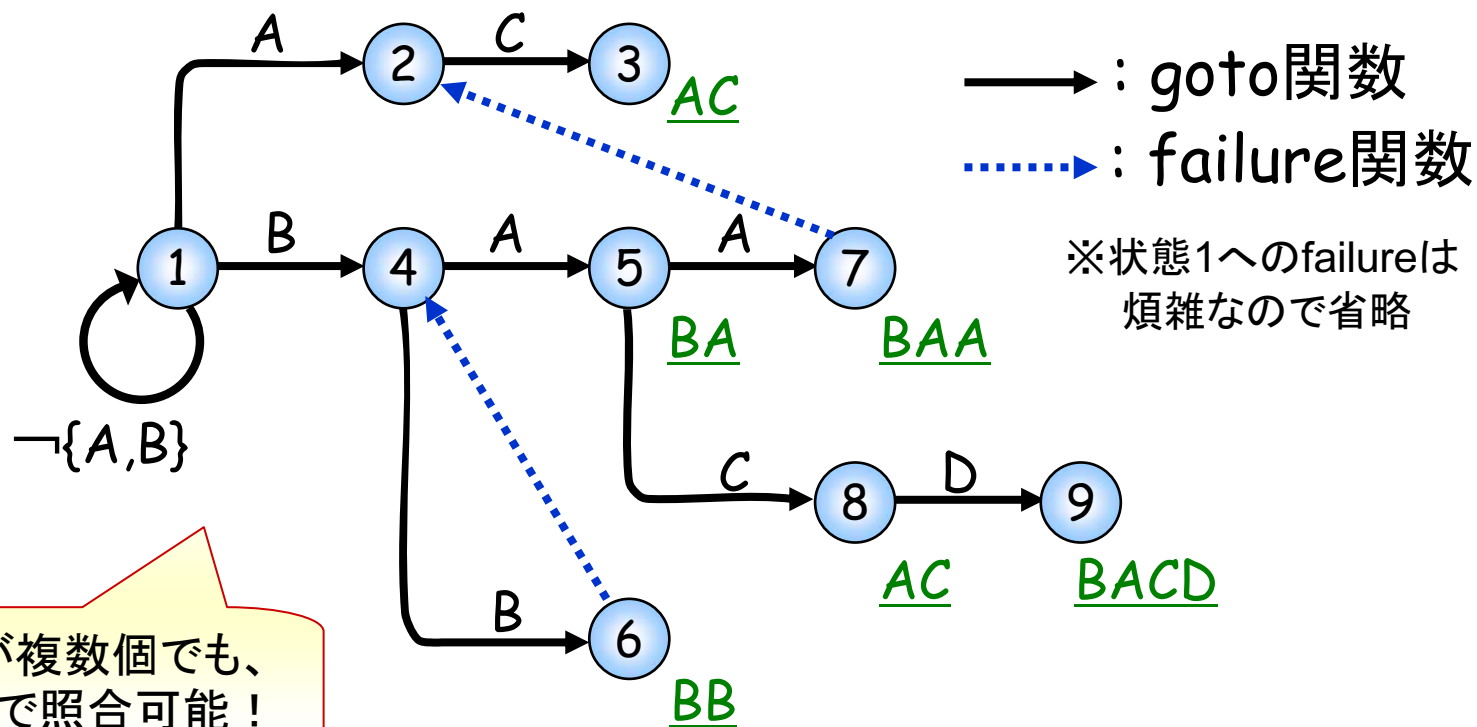 A
C
2
3
AC
: goto関数
: failure関数
※状態1へのfailureは
煩雑なので省略
1
B
4
A
5
A
7
BA
BAA
¬{A,B}
C
8
D
9
AC
BACD
B
6
BB
が複数個でも、
で照合可能!